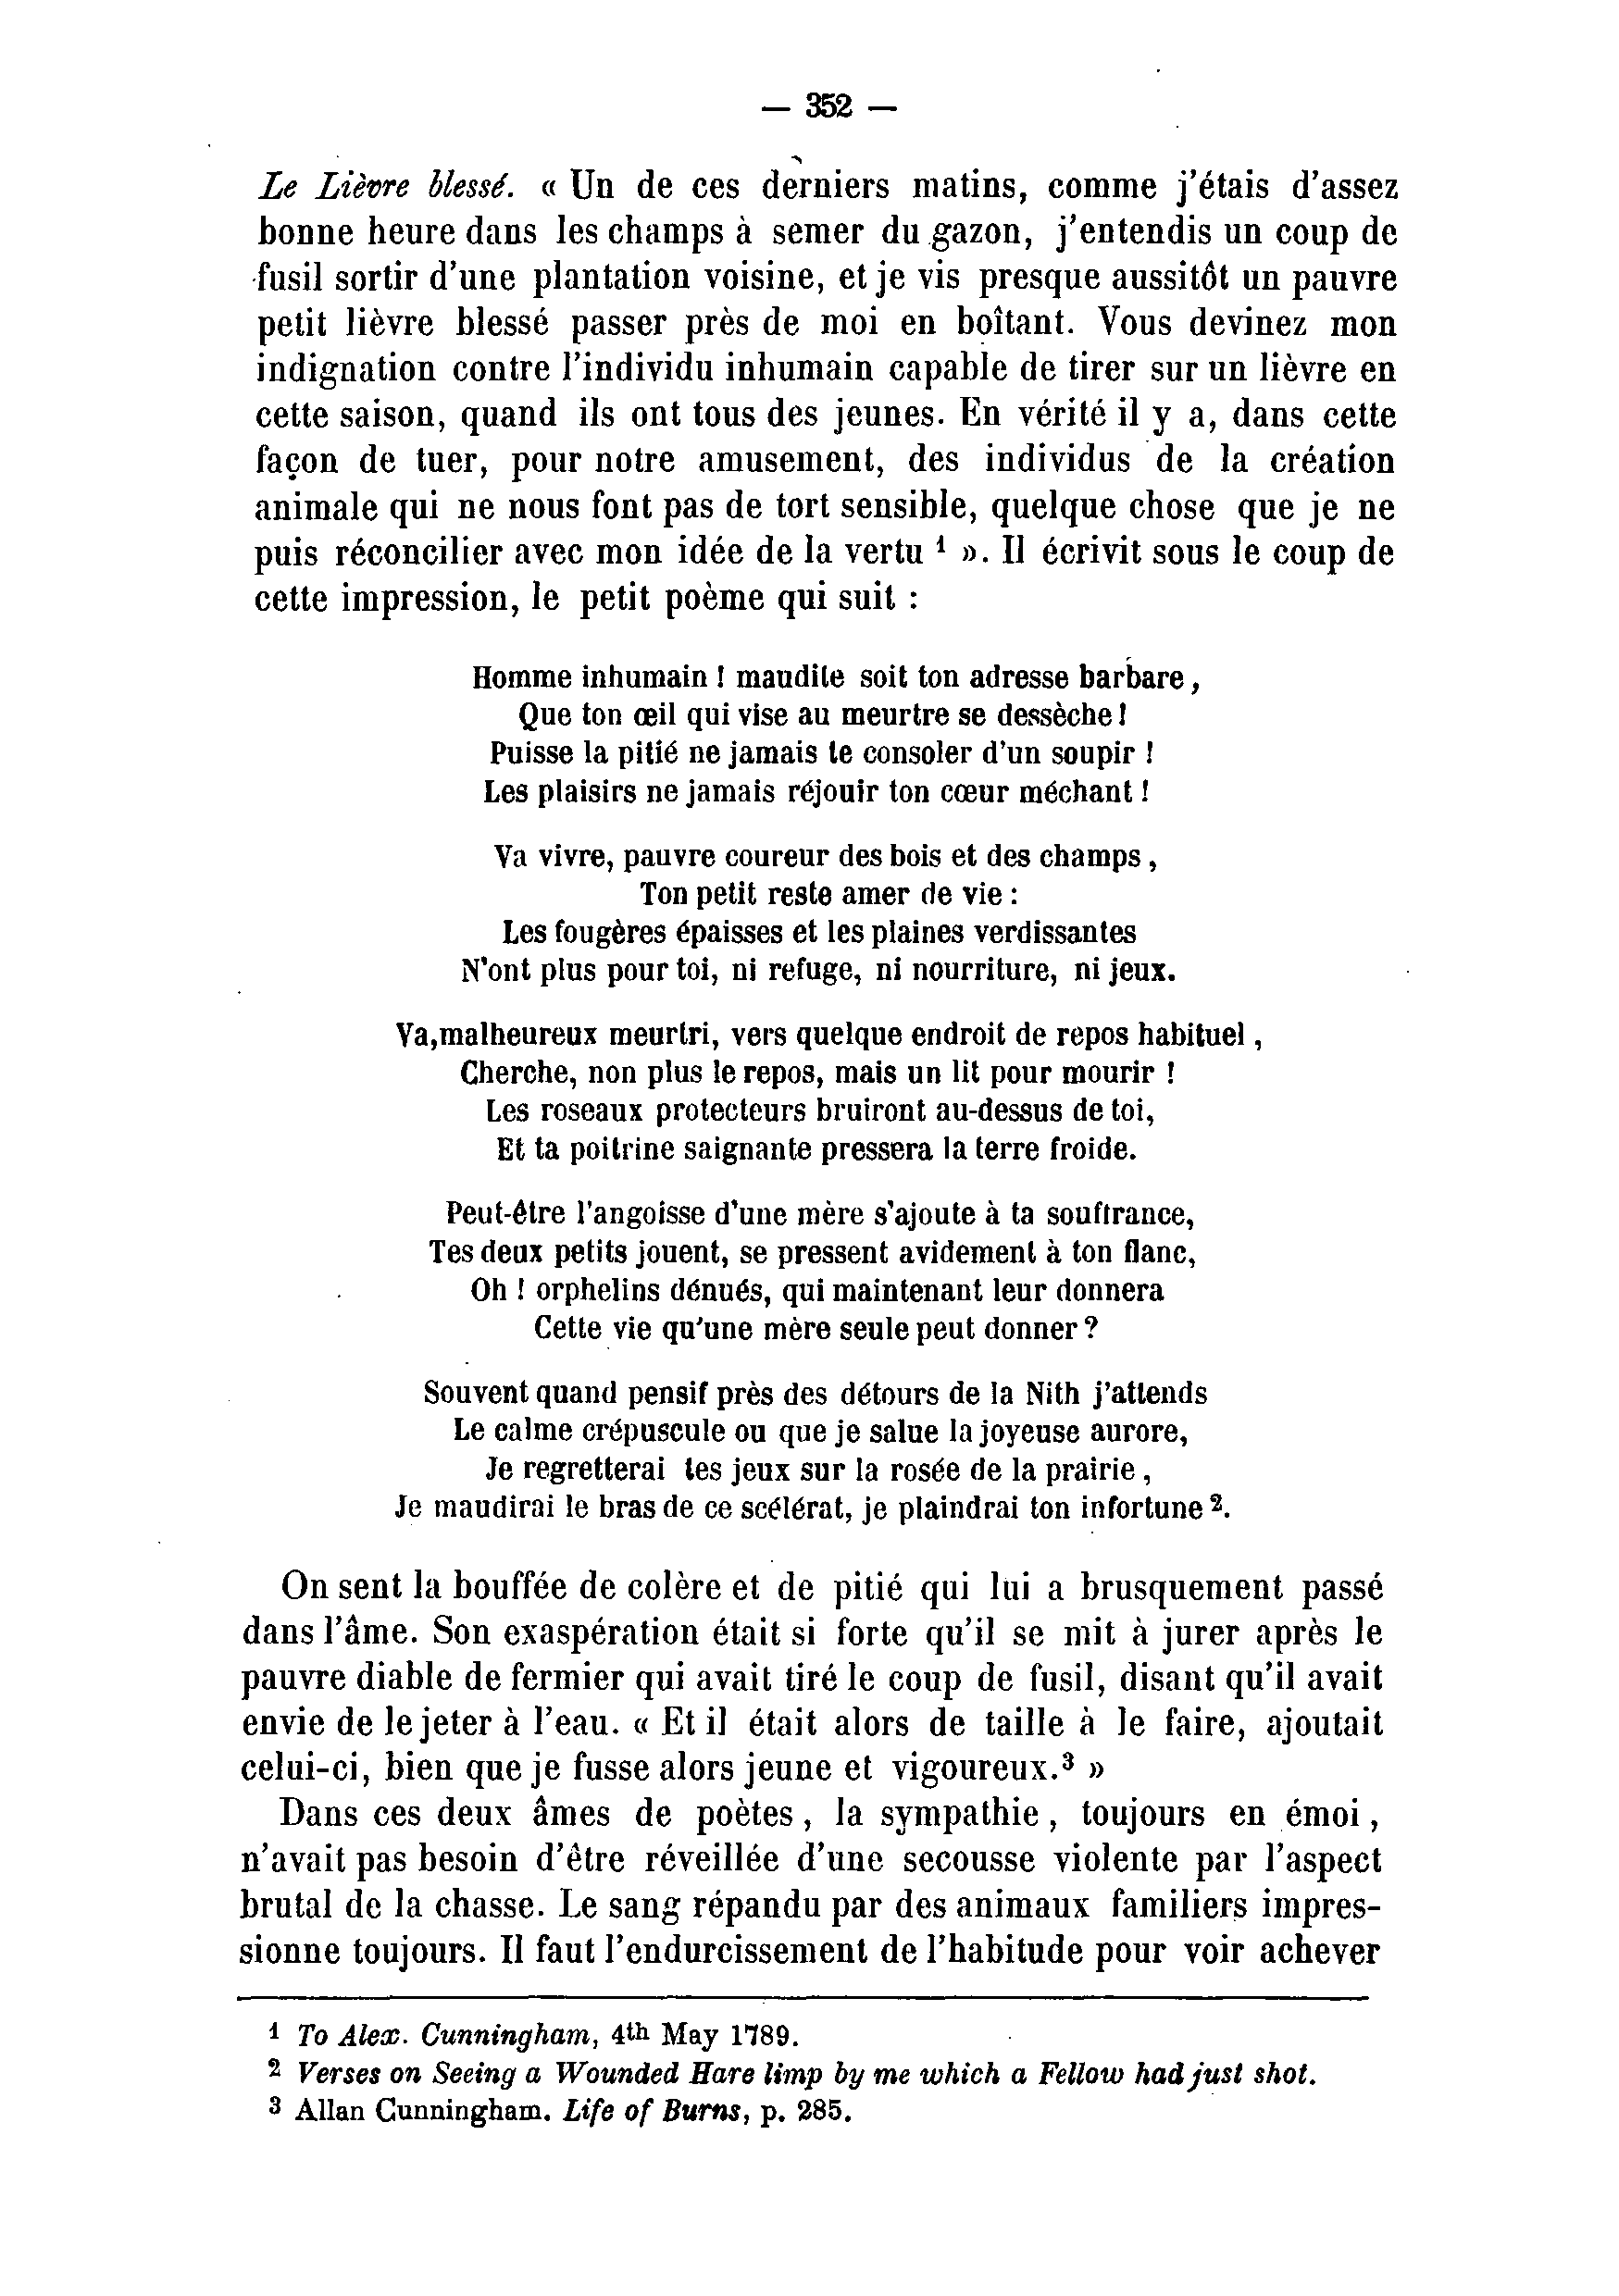 — 352 —
Le Lièvre blessé. « Un de ces derniers matins, comme j'étais d'assez
bonne heure dans les champs à semer du gazon, j'entendis un coup de
fusil sortir d'une plantation voisine, et je vis presque aussitôt un pauvre
petit lièvre blessé passer près de moi en boîtant. Vous devinez mon
indignation contre l'individu inhumain capable de tirer sur un lièvre en
cette saison, quand ils ont tous des jeunes. En vérité il y a, dans cette
façon de tuer, pour notre amusement, des individus de la création
animale qui ne nous font pas de tort sensible, quelque chose que je ne
puis réconcilier avec mon idée de la vertu ¹ ». Il écrivit sous le coup de
cette impression, le petit poème qui suit :
Homme inhumain ! maudite soit ton adresse barbare,
Que ton œil qui vise au meurtre se dessèche !
Puisse la pitié ne jamais te consoler d'un soupir !
Les plaisirs ne jamais réjouir ton cœur méchant !
Va vivre, pauvre coureur des bois et des champs,
Ton petit reste amer de vie :
Les fougères épaisses et les plaines verdissantes
N'ont plus pour toi, ni refuge, ni nourriture, ni jeux.
Va, malheureux meurtri, vers quelque endroit de repos habituel,
Cherche, non plus le repos, mais un lit pour mourir !
Les roseaux protecteurs bruiront au-dessus de toi,
Et ta poitrine saignante pressera la terre froide.
Peut-être l'angoisse d'une mère s'ajoute à ta souffrance,
Tes deux petits jouent, se pressent avidement à ton flanc,
Oh ! orphelins dénués, qui maintenant leur donnera
Cette vie qu'une mère seule peut donner ?
Souvent quand pensif près des détours de la Nith j'attends
Le calme crépuscule ou que je salue la joyeuse aurore,
Je regretterai tes jeux sur la rosée de la prairie,
Je maudirai le bras de ce scélérat, je plaindrai ton infortune ².
On sent la bouffée de colère et de pitié qui lui a brusquement passé
dans l'âme. Son exaspération était si forte qu'il se mit à jurer après le
pauvre diable de fermier qui avait tiré le coup de fusil, disant qu'il avait
envie de le jeter à l'eau. « Et il était alors de taille à le faire, ajoutait
celui-ci, bien que je fusse alors jeune et vigoureux.³ »
Dans ces deux âmes de poètes, la sympathie, toujours en émoi,
n'avait pas besoin d'être réveillée d'une secousse violente par l'aspect
brutal de la chasse. Le sang répandu par des animaux familiers impres-
sionne toujours. Il faut l'endurcissement de l'habitude pour voir achever
¹ To Alex. Cunningham, 4th May 1789.
² Verses on Seeing a Wounded Hare limp by me which a Fellow had just shot.
³ Allan Cunningham. Life of Burns, p. 285.